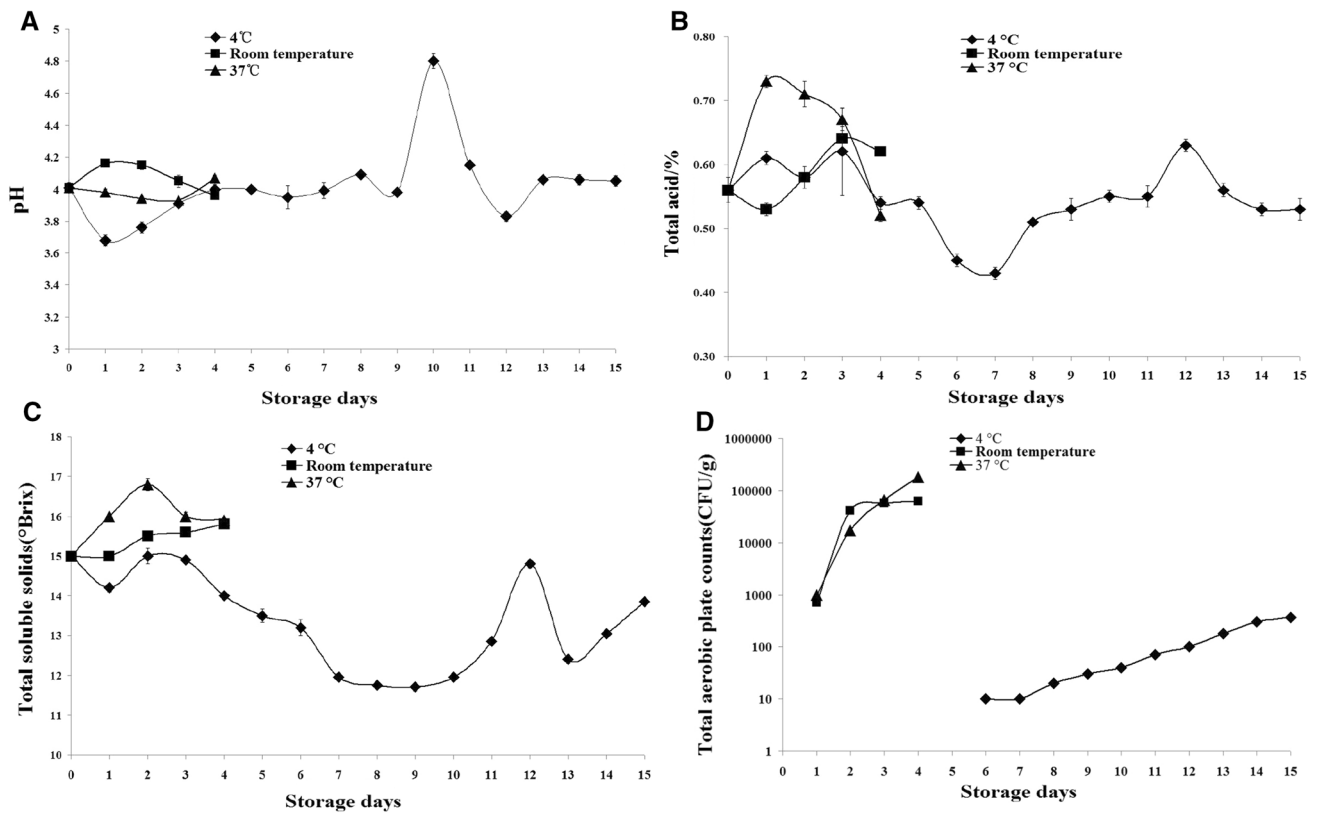 A
4℃
Room temperature
37℃
5
4.8
4.6
4.4
4.2
4
3.8
3.6
3.4
3.2
3
pH
0 1 2 3 4 5 6 7 8 9 10 11 12 13 14 15
Storage days
B
4 °C
Room temperature
37 °C
0.80
0.70
0.60
0.50
0.40
0.30
Total acid/%
0 1 2 3 4 5 6 7 8 9 10 11 12 13 14 15
Storage days
C
4 °C
Room temperature
37 °C
18
17
16
15
14
13
12
11
10
Total soluble solids(°Brix)
0 1 2 3 4 5 6 7 8 9 10 11 12 13 14 15
Storage days
D
4 °C
Room temperature
37 °C
1000000
100000
10000
1000
100
10
1
Total aerobic plate counts(CFU/g)
0 1 2 3 4 5 6 7 8 9 10 11 12 13 14 15
Storage days